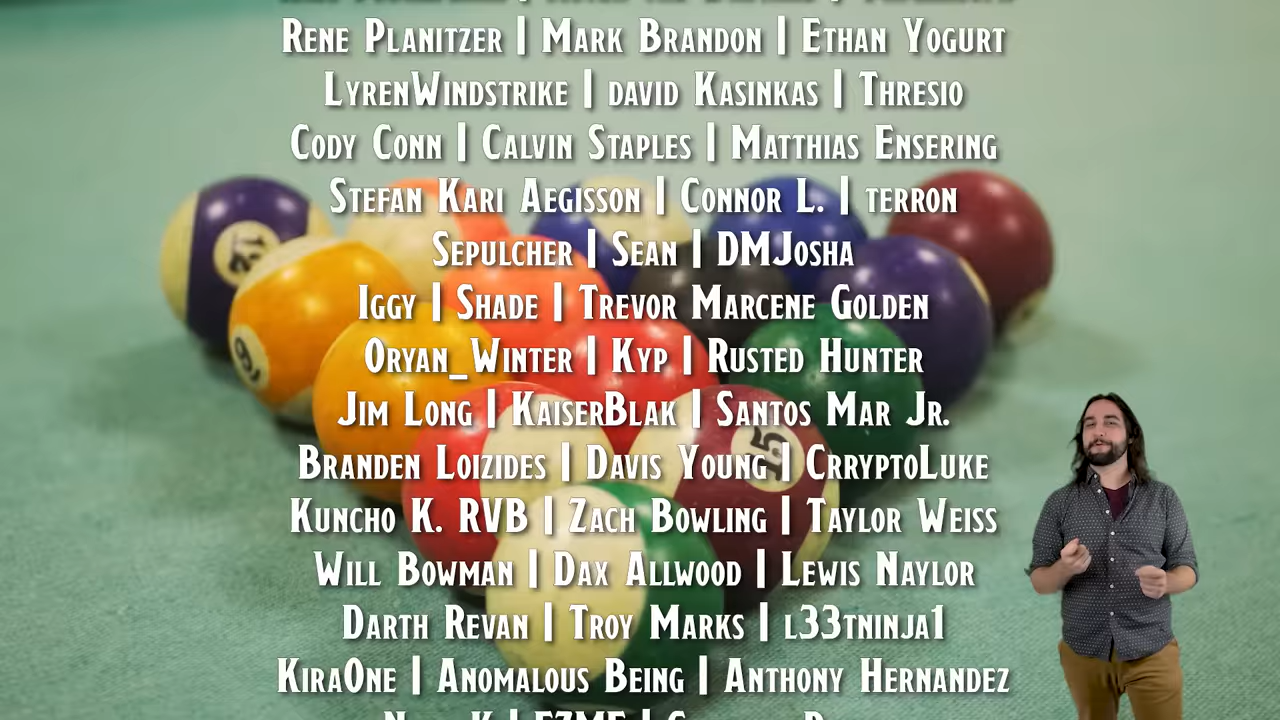 Rene Planitzer | Mark Brandon | Ethan Yogurt
LyrenWindstrike | david Kasinkas | Thresio
Cody Conn | Calvin Staples | Matthias Ensering
Stefan Kari Aegisson | Connor L. | terron
Sepulcher | Sean | DMJosha
Iggy | Shade | Trevor Marcene Golden
Oryan_Winter | Kyp | Rusted Hunter
Jim Long | KaiserBlak | Santos Mar Jr.
Branden Loizides | Davis Young | CrryptoLuke
Kuncho K. RVB | Zach Bowling | Taylor Weiss
Will Bowman | Dax Allwood | Lewis Naylor
Darth Revan | Troy Marks | l33tninja1
KiraOne | Anomalous Being | Anthony Hernandez
12
9
15